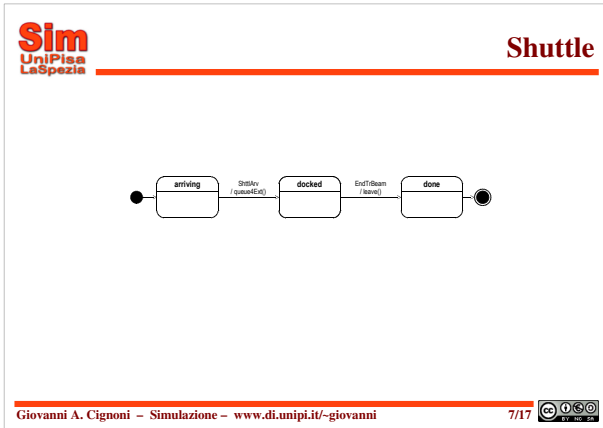 Sim
UniPisa
LaSpezia
Shuttle
arriving
ShttlArv
/ queue4Ext()
docked
EndTrBeam
/ leave()
done
Giovanni A. Cignoni – Simulazione – www.di.unipi.it/~giovanni
7/17
cc
BY NC SA